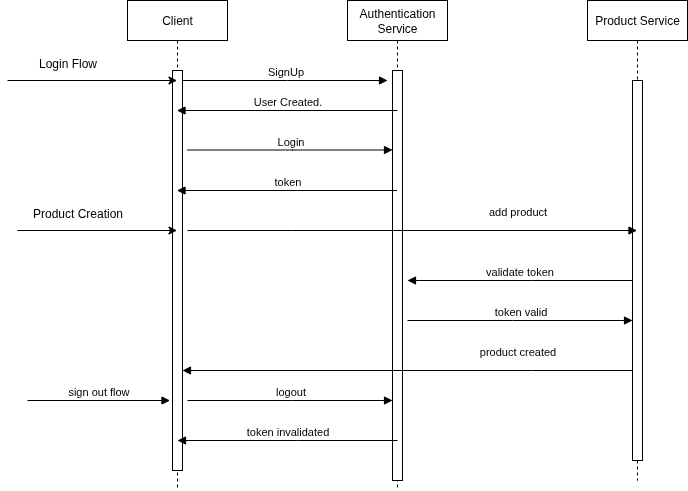 Client
Authentication
Service
Product Service
Login Flow
SignUp
User Created.
Login
token
Product Creation
add product
validate token
token valid
product created
sign out flow
logout
token invalidated